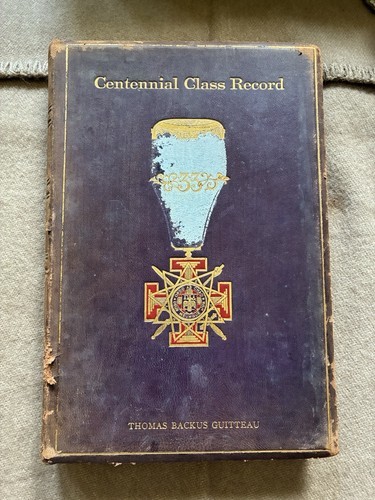 Centennial Class Record
33
THOMAS BACKUS GUITTEAU